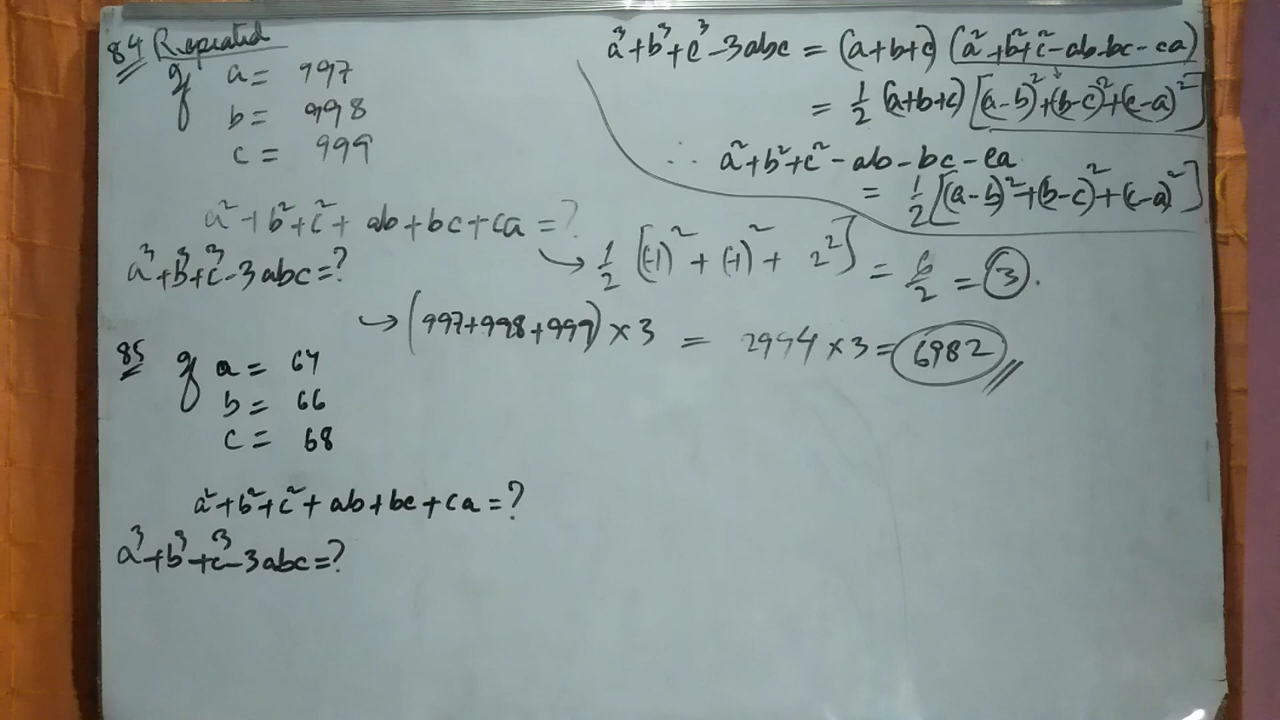 84 Repeated
If a = 997
b = 998
c = 999
a² + b² + c² + ab + bc + ca = ?
a³ + b³ + c³ - 3abc = ?
a³ + b³ + c³ - 3abc = (a+b+c) (a² + b² + c² - ab - bc - ca)
= 1/2 (a+b+c) [(a-b)² + (b-c)² + (c-a)²]
∴ a² + b² + c² - ab - bc - ca
= 1/2 [(a-b)² + (b-c)² + (c-a)²]
→ 1/2 [(-1)² + (-1)² + 2²] = 6/2 = 3.
→ (997+998+999) × 3 = 2994 × 3 = 6982
85 If a = 64
b = 66
c = 68
a² + b² + c² + ab + bc + ca = ?
a³ + b³ + c³ - 3abc = ?